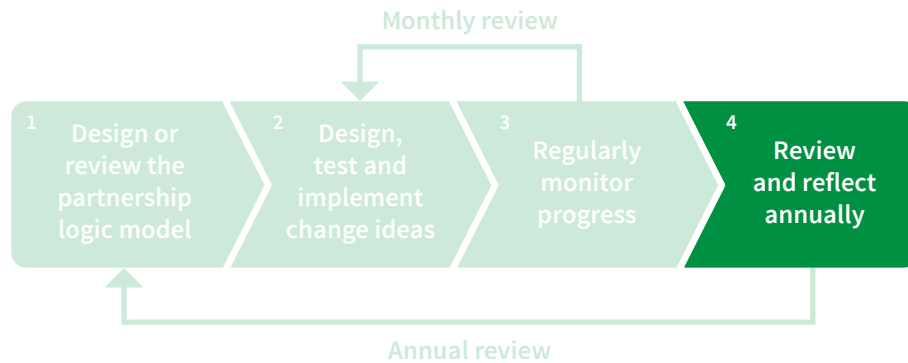 Monthly review
1
Design or
review the
partnership
logic model
2
Design,
test and
implement
change ideas
3
Regularly
monitor
progress
4
Review
and reflect
annually
Annual review